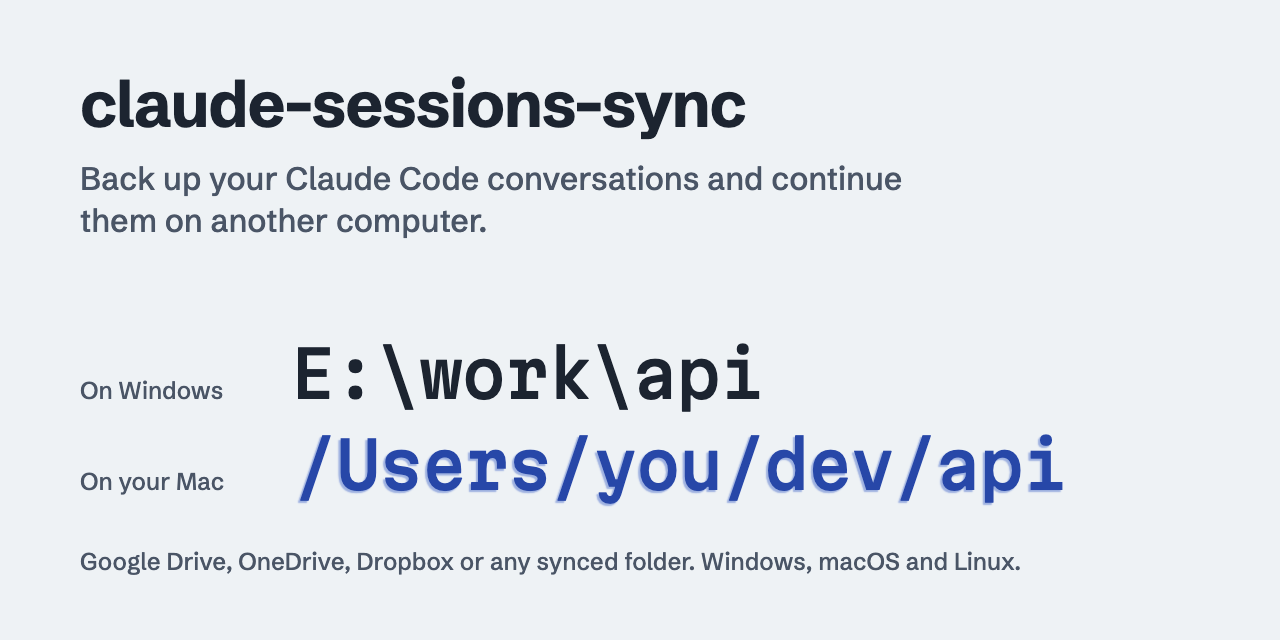 claude-sessions-sync
Back up your Claude Code conversations and continue
them on another computer.
On Windows E:\work\api
On your Mac /Users/you/dev/api
Google Drive, OneDrive, Dropbox or any synced folder. Windows, macOS and Linux.